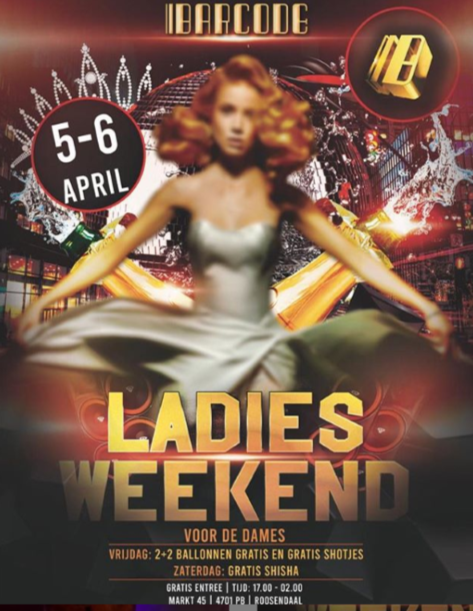 BARCODE
B
5-6
APRIL
LADIES
WEEKEND
VOOR DE DAMES
VRIJDAG: 2+2 BALLONNEN GRATIS EN GRATIS SHOTJES
ZATERDAG: GRATIS SHISHA
GRATIS ENTREE | TIJD: 17.00 - 02.00
MARKT 45 | 4701 PB | ROOSENDAAL